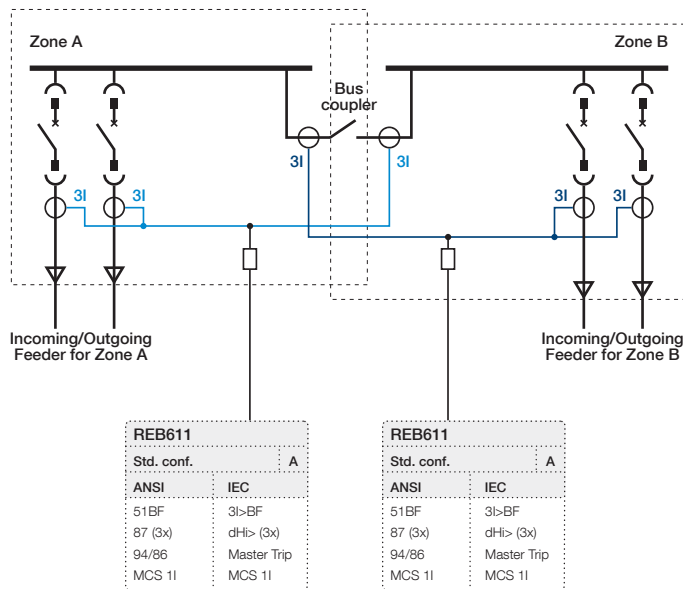 Zone A
Zone B
Bus
coupler
3I
3I
3I
3I
3I
3I
Incoming/Outgoing
Feeder for Zone A
Incoming/Outgoing
Feeder for Zone B
REB611
Std. conf. A
ANSI IEC
51BF 3I>BF
87 (3x) dHi> (3x)
94/86 Master Trip
MCS 1I MCS 1I
REB611
Std. conf. A
ANSI IEC
51BF 3I>BF
87 (3x) dHi> (3x)
94/86 Master Trip
MCS 1I MCS 1I